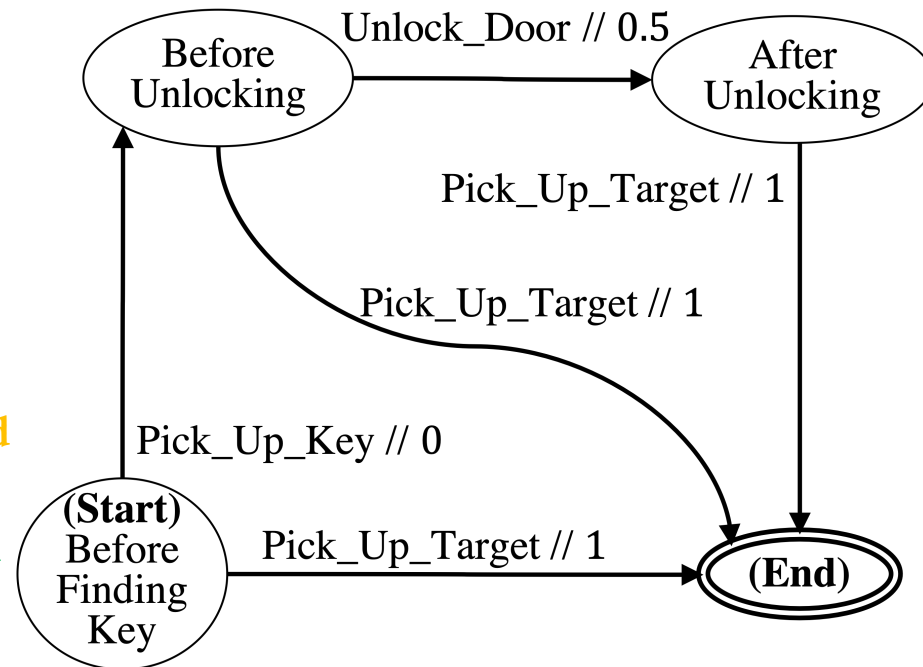 Unlock_Door // 0.5
Before
Unlocking
After
Unlocking
Pick_Up_Target // 1
Pick_Up_Target // 1
d
Pick_Up_Key // 0
(Start)
Before
Finding
Key
Pick_Up_Target // 1
(End)